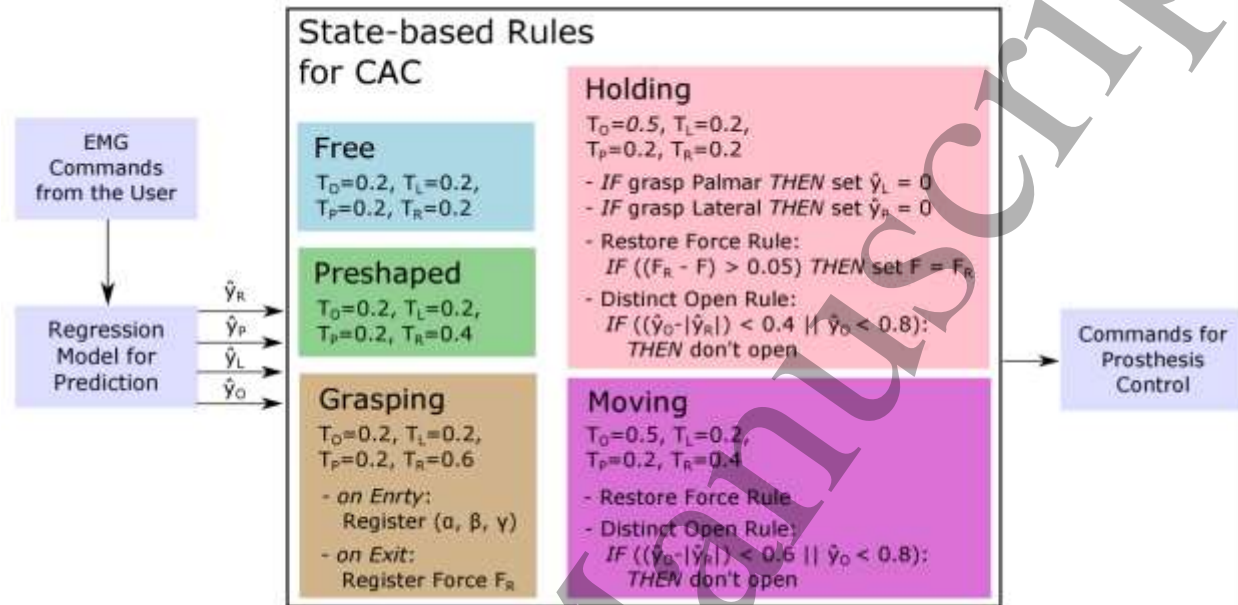 State-based Rules
for CAC
EMG
Commands
from the User
Regression
Model for
Prediction
ŷ_R
ŷ_P
ŷ_L
ŷ_O
Free
T_O=0.2, T_L=0.2,
T_P=0.2, T_R=0.2
Preshaped
T_O=0.2, T_L=0.2,
T_P=0.2, T_R=0.4
Grasping
T_O=0.2, T_L=0.2,
T_P=0.2, T_R=0.6
- on Enrty:
Register (α, β, γ)
- on Exit:
Register Force F_R
Holding
T_O=0.5, T_L=0.2,
T_P=0.2, T_R=0.2
- IF grasp Palmar THEN set ŷ_L = 0
- IF grasp Lateral THEN set ŷ_P = 0
- Restore Force Rule:
IF ((F_R - F) > 0.05) THEN set F = F_R
- Distinct Open Rule:
IF ((ŷ_O-|ŷ_R|) < 0.4 || ŷ_O < 0.8):
THEN don't open
Moving
T_O=0.5, T_L=0.2,
T_P=0.2, T_R=0.4
- Restore Force Rule
- Distinct Open Rule:
IF ((ŷ_O-|ŷ_R|) < 0.6 || ŷ_O < 0.8):
THEN don't open
Commands for
Prosthesis
Control